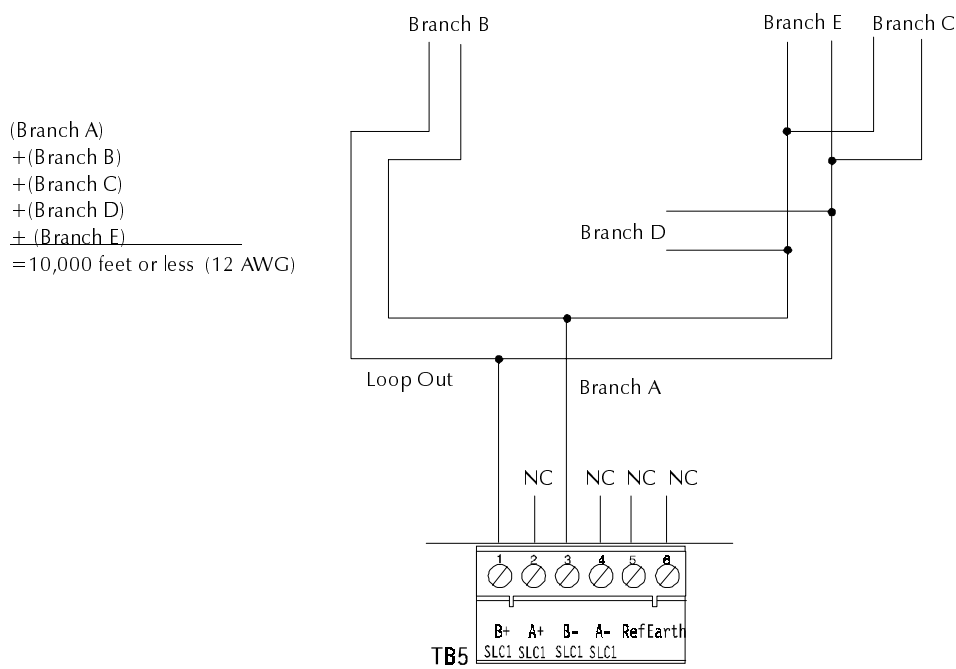 Branch B
Branch E
Branch C
(Branch A)
+(Branch B)
+(Branch C)
+(Branch D)
+ (Branch E)
=10,000 feet or less (12 AWG)
Branch D
Loop Out
Branch A
NC
NC
NC
NC
1 2 3 4 5 6
B+ A+ B- A- Ref Earth
SLC1 SLC1 SLC1 SLC1
TB5